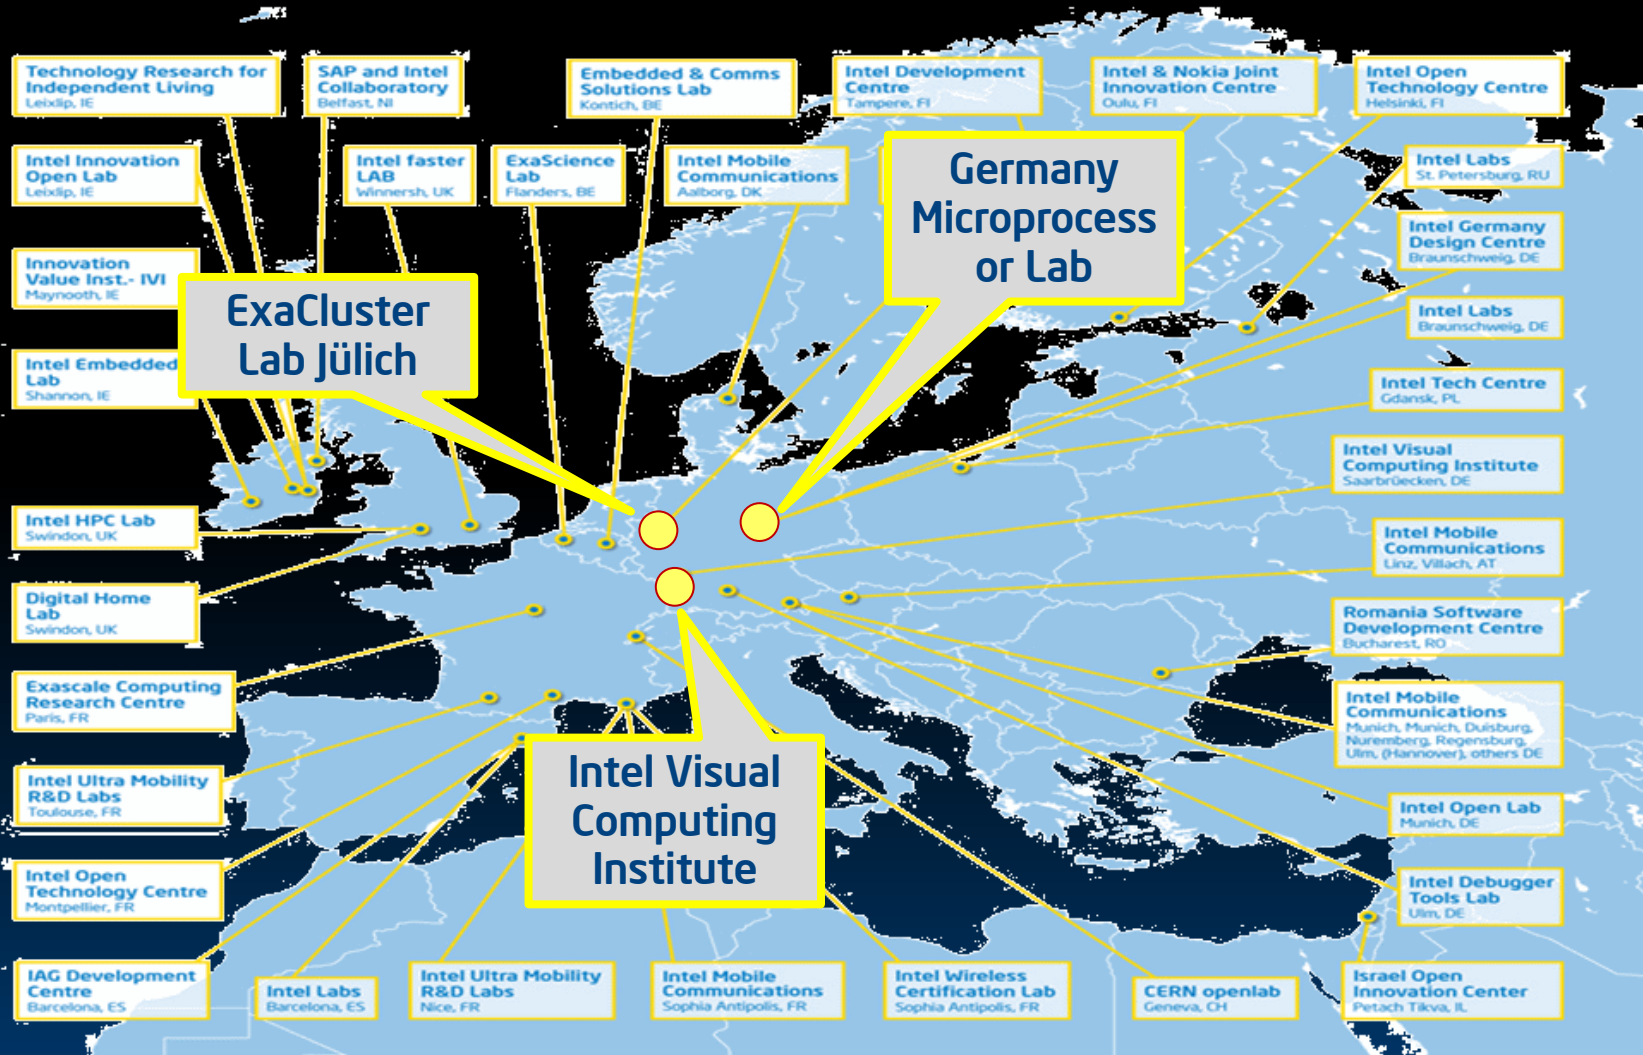 Technology Research for
Independent Living
Leixlip, IE
SAP and Intel
Collaboratory
Belfast, NI
Embedded & Comms
Solutions Lab
Kontich, BE
Intel Development
Centre
Tampere, FI
Intel & Nokia Joint
Innovation Centre
Oulu, FI
Intel Open
Technology Centre
Helsinki, FI
Intel Innovation
Open Lab
Leixlip, IE
Intel faster
LAB
Winnersh, UK
ExaScience
Lab
Flanders, BE
Intel Mobile
Communications
Aalborg, DK
Germany
Microprocess
or Lab
Intel Labs
St. Petersburg, RU
Intel Germany
Design Centre
Braunschweig, DE
Innovation
Value Inst.- IVI
Maynooth, IE
ExaCluster
Lab Jülich
Intel Labs
Braunschweig, DE
Intel Embedded
Lab
Shannon, IE
Intel Tech Centre
Gdansk, PL
Intel Visual
Computing Institute
Saarbrüecken, DE
Intel HPC Lab
Swindon, UK
Intel Mobile
Communications
Linz, Villach, AT
Digital Home
Lab
Swindon, UK
Romania Software
Development Centre
Bucharest, RO
Exascale Computing
Research Centre
Paris, FR
Intel Mobile
Communications
Munich, Munich, Duisburg,
Nuremberg, Regensburg,
Ulm, (Hannover), others DE
Intel Ultra Mobility
R&D Labs
Toulouse, FR
Intel Visual
Computing
Institute
Intel Open Lab
Munich, DE
Intel Open
Technology Centre
Montpellier, FR
Intel Debugger
Tools Lab
Ulm, DE
IAG Development
Centre
Barcelona, ES
Intel Labs
Barcelona, ES
Intel Ultra Mobility
R&D Labs
Nice, FR
Intel Mobile
Communications
Sophia Antipolis, FR
Intel Wireless
Certification Lab
Sophia Antipolis, FR
CERN openlab
Geneva, CH
Israel Open
Innovation Center
Petach Tikva, IL